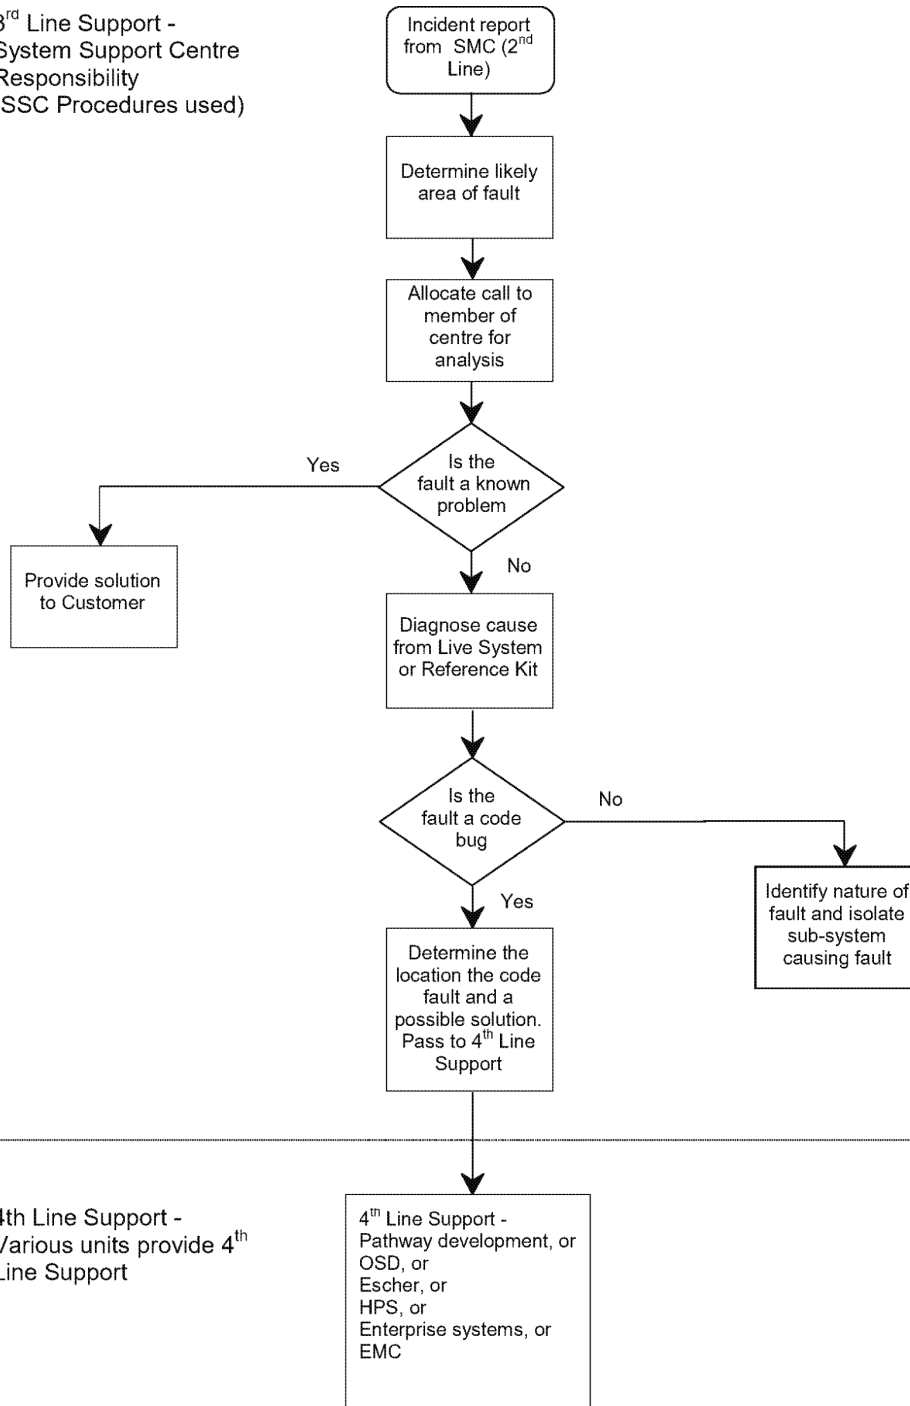 3rd Line Support -
System Support Centre
Responsibility
(SSC Procedures used)
Incident report
from SMC (2nd
Line)
Determine likely
area of fault
Allocate call to
member of
centre for
analysis
Is the
fault a known
problem
Yes
Provide solution
to Customer
No
Diagnose cause
from Live System
or Reference Kit
Is the
fault a code
bug
No
Identify nature of
fault and isolate
sub-system
causing fault
Yes
Determine the
location the code
fault and a
possible solution.
Pass to 4th Line
Support
4th Line Support -
Various units provide 4th
Line Support
4th Line Support -
Pathway development, or
OSD, or
Escher, or
HPS, or
Enterprise systems, or
EMC